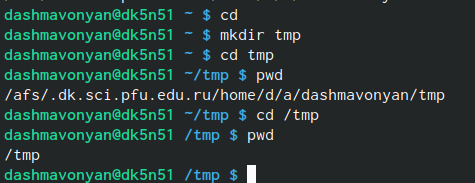 dashmavonyan@dk5n51 ~ $ cd
dashmavonyan@dk5n51 ~ $ mkdir tmp
dashmavonyan@dk5n51 ~ $ cd tmp
dashmavonyan@dk5n51 ~/tmp $ pwd
/afs/.dk.sci.pfu.edu.ru/home/d/a/dashmavonyan/tmp
dashmavonyan@dk5n51 ~/tmp $ cd /tmp
dashmavonyan@dk5n51 /tmp $ pwd
/tmp
dashmavonyan@dk5n51 /tmp $